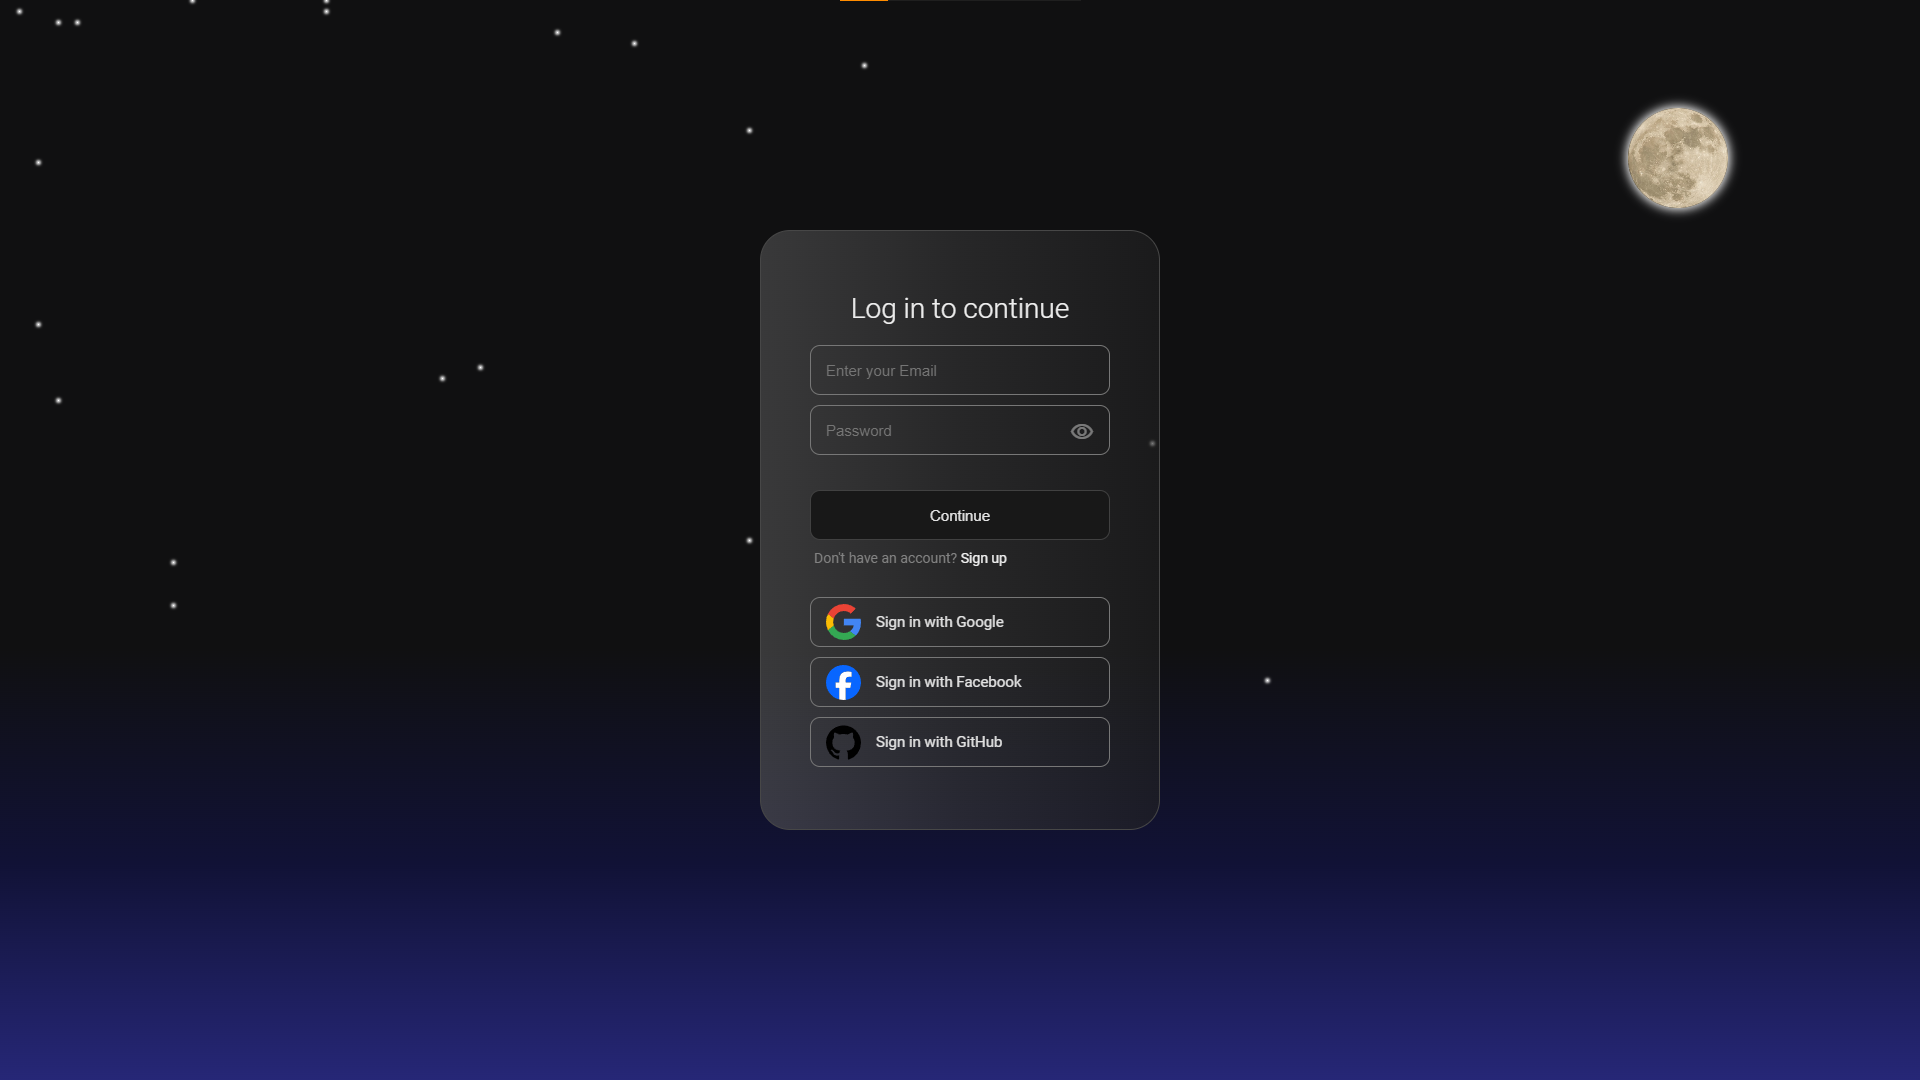 Log in to continue
Enter your Email
Password
Continue
Don't have an account? Sign up
Sign in with Google
Sign in with Facebook
Sign in with GitHub